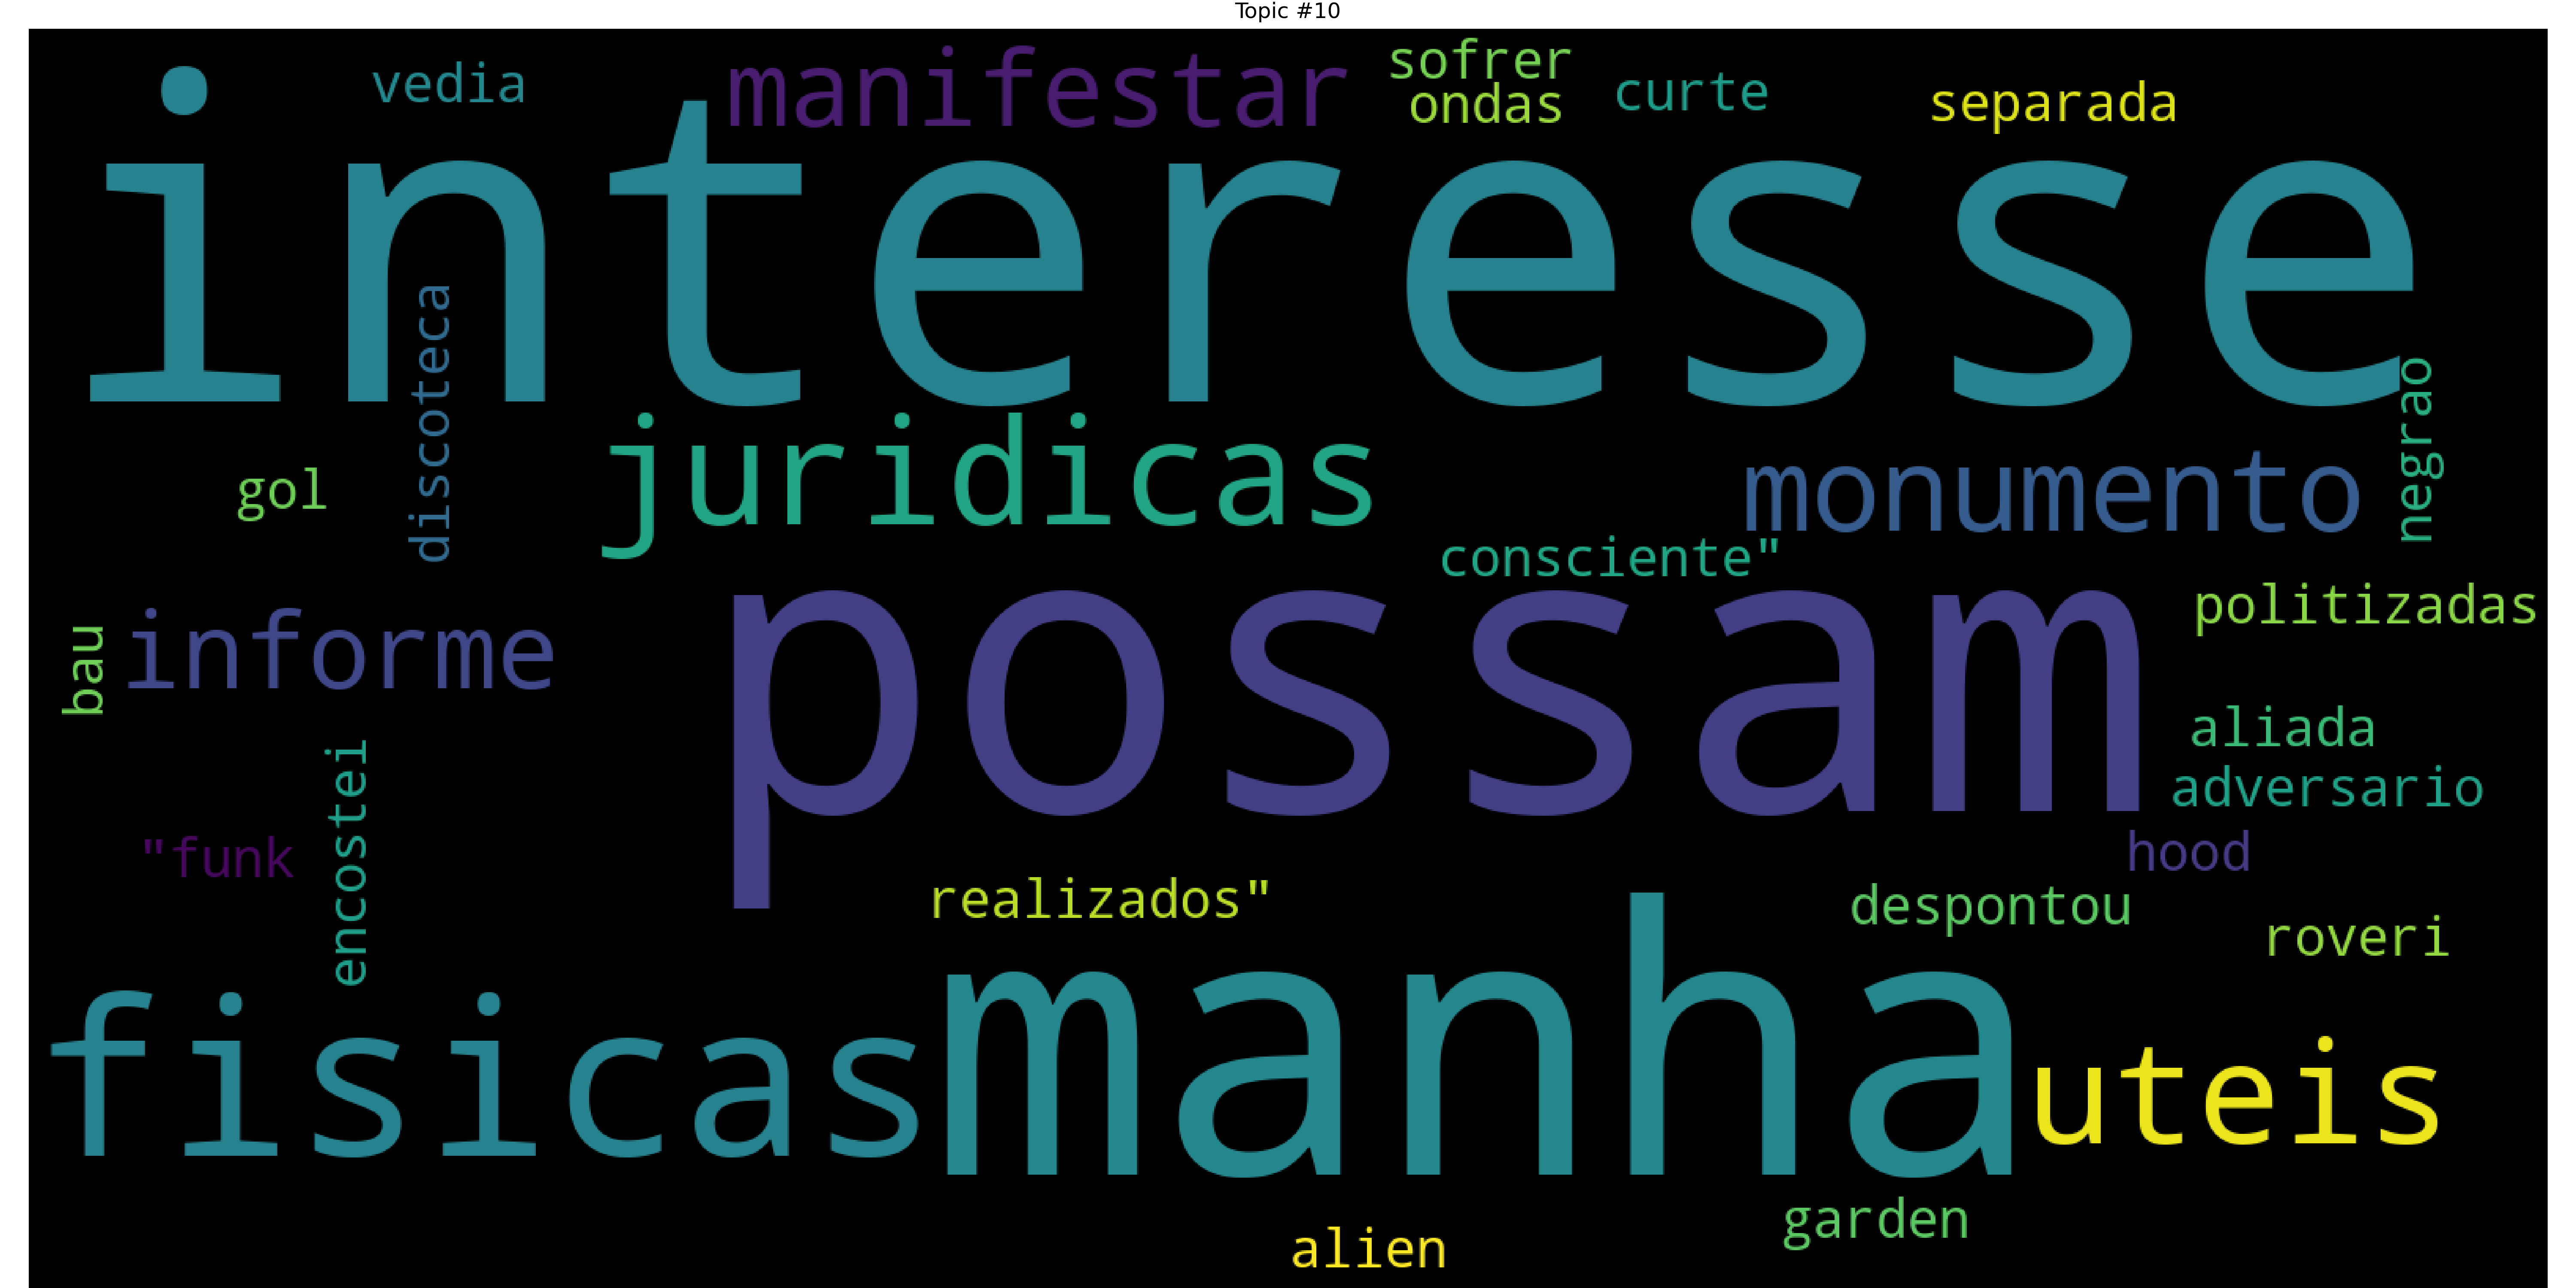 Topic #10
vedia
manifestar
sofrer
ondas
curte
separada
interesse
discoteca
negrao
gol
juridicas
monumento
consciente"
politizadas
bau
informe
possam
aliada
adversario
encostei
"funk
hood
realizados"
despontou
roveri
fisicas
manha
uteis
garden
alien